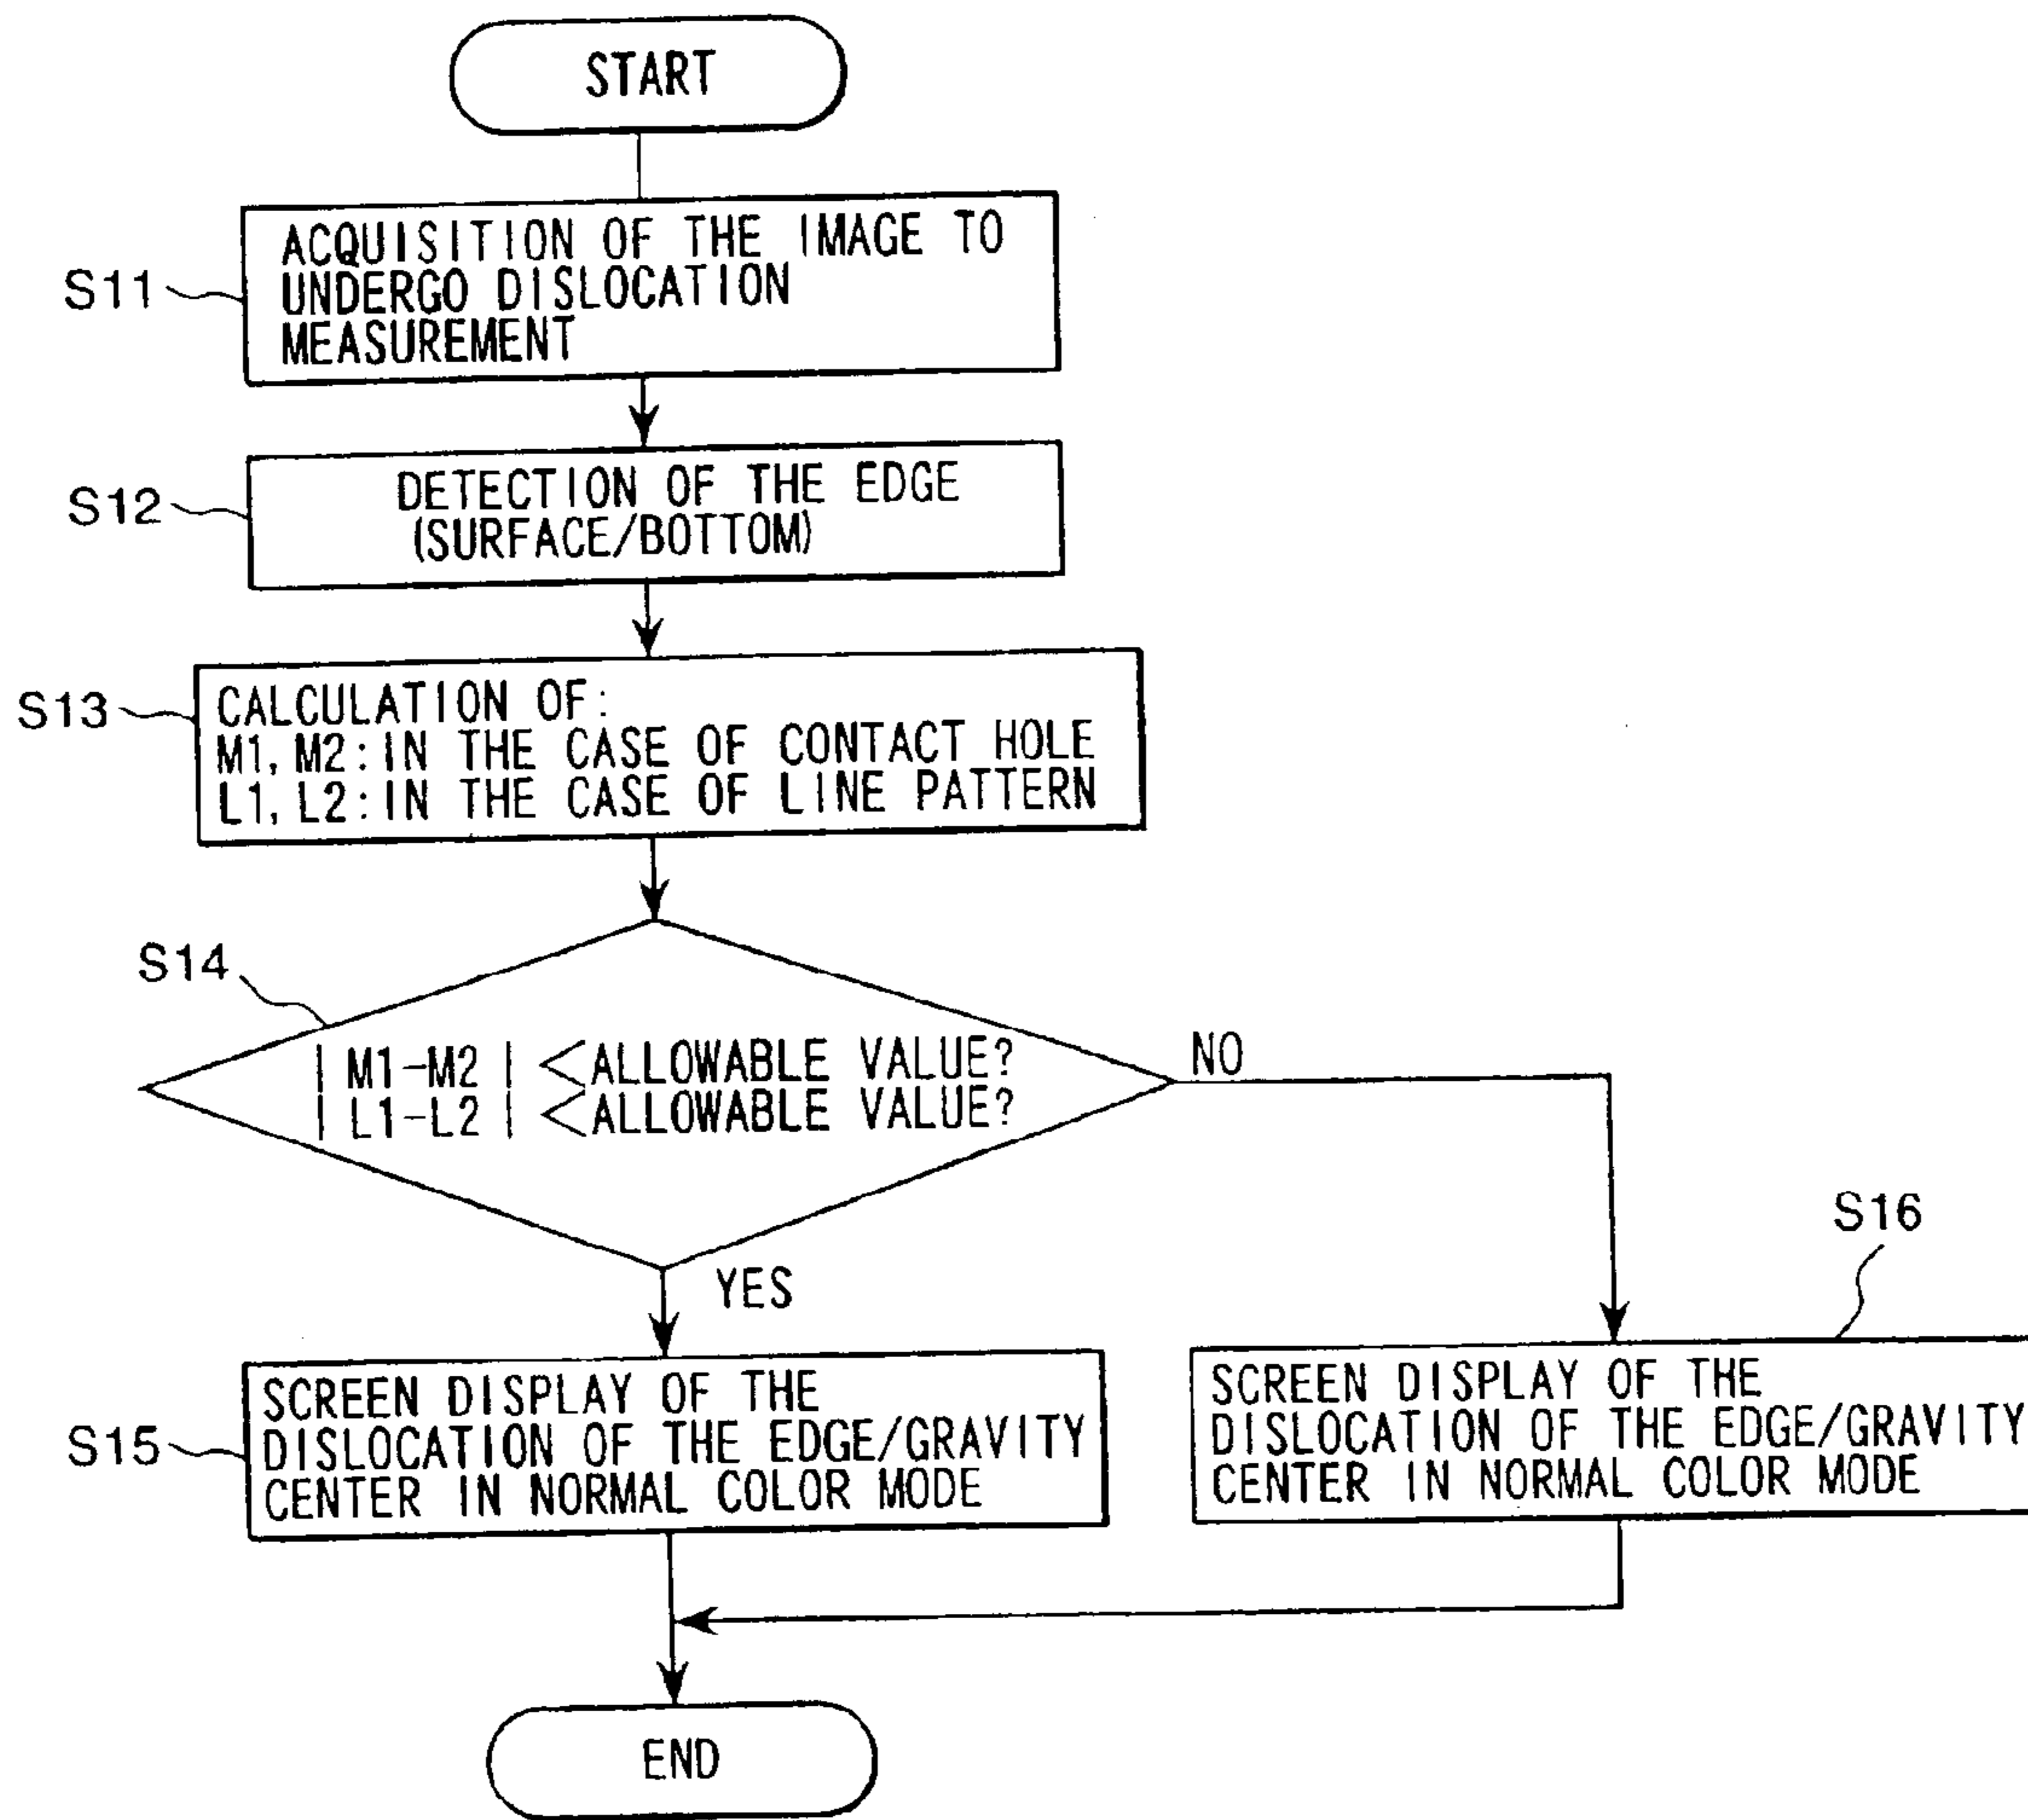 START
S11
ACQUISITION OF THE IMAGE TO
UNDERGO DISLOCATION
MEASUREMENT
S12
DETECTION OF THE EDGE
(SURFACE/BOTTOM)
S13
CALCULATION OF:
M1, M2: IN THE CASE OF CONTACT HOLE
L1, L2: IN THE CASE OF LINE PATTERN
S14
| M1-M2 | <ALLOWABLE VALUE?
| L1-L2 | <ALLOWABLE VALUE?
NO
YES
S15
SCREEN DISPLAY OF THE
DISLOCATION OF THE EDGE/GRAVITY
CENTER IN NORMAL COLOR MODE
S16
SCREEN DISPLAY OF THE
DISLOCATION OF THE EDGE/GRAVITY
CENTER IN NORMAL COLOR MODE
END